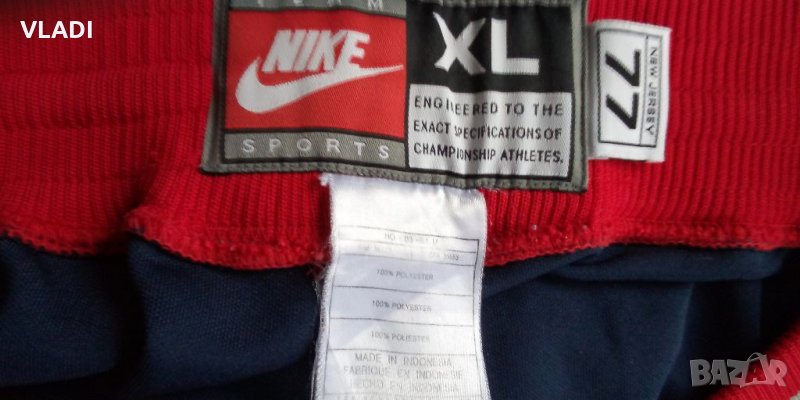 VLADI
TEAM
NIKE
SPORTS
XL
ENGINEERED TO THE
EXACT SPECIFICATIONS OF
CHAMPIONSHIP ATHLETES.
77
NEW JERSEY
100% POLYESTER
100% POLYESTER
100% POLIESTER
MADE IN INDONESIA
FABRIQUE EN INDONESIE
HECHO EN INDONESIA
BAZAR